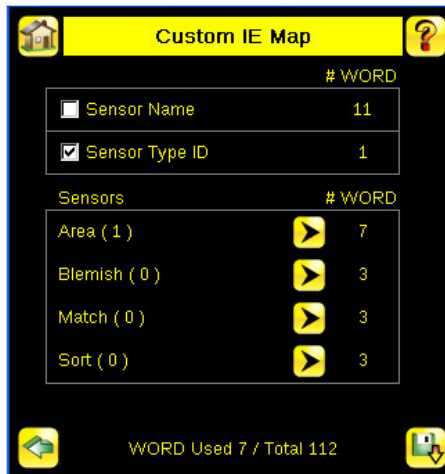 Custom IE Map
# WORD
Sensor Name 11
Sensor Type ID 1
Sensors # WORD
Area ( 1 ) 7
Blemish ( 0 ) 3
Match ( 0 ) 3
Sort ( 0 ) 3
WORD Used 7 / Total 112